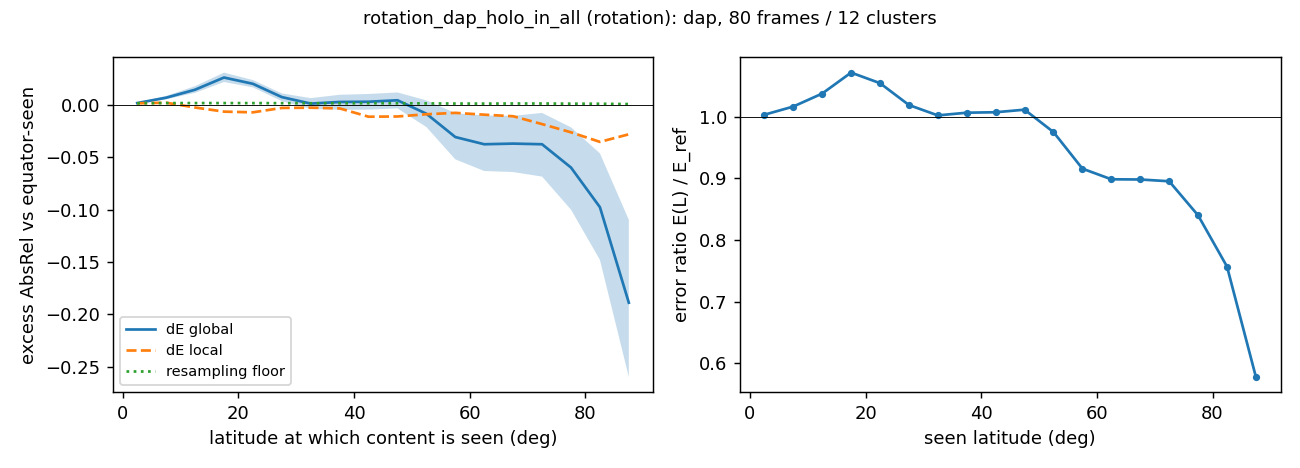 rotation_dap_holo_in_all (rotation): dap, 80 frames / 12 clusters
excess AbsRel vs equator-seen
0.00
−0.05
−0.10
−0.15
−0.20
−0.25
dE global
dE local
resampling floor
0 20 40 60 80
latitude at which content is seen (deg)
error ratio E(L) / E_ref
1.0
0.9
0.8
0.7
0.6
0 20 40 60 80
seen latitude (deg)